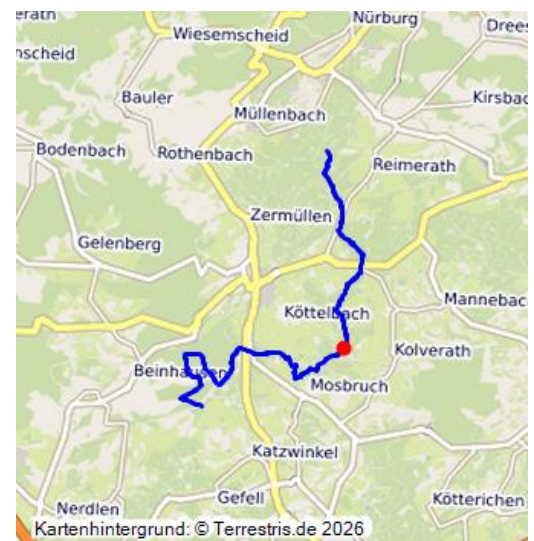 erath
Nürburg
Drees
Wiesemscheid
nscheid
Bauler
Kirsbac
Müllenbach
Bodenbach
Rothenbach
Reimerath
Zermüllen
Gelenberg
Köttelbach
Mannebac
Kolverath
Beinhausen
Mosbruch
Katzwinkel
Gefell
Kötterichen
Nerdlen
Kartenhintergrund: © Terrestris.de 2026